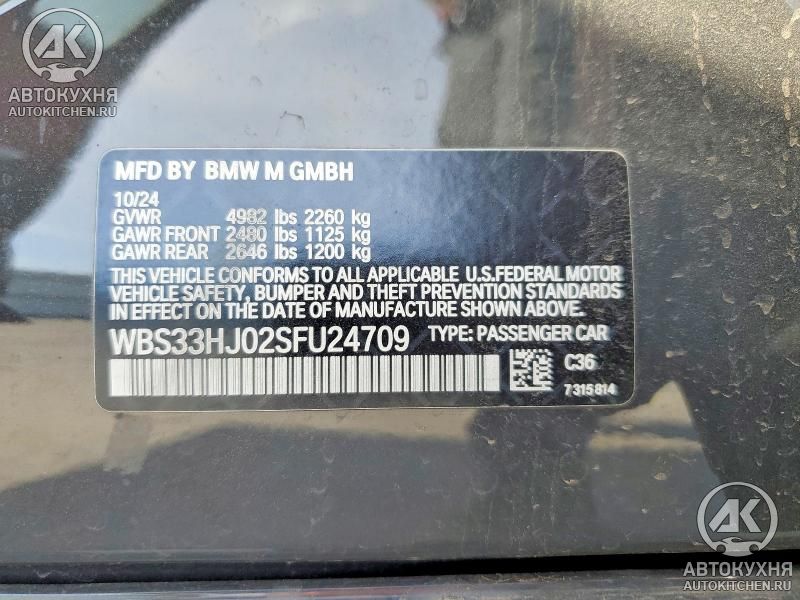 AK
АВТОКУХНЯ
AUTOKITCHEN.RU
MFD BY BMW M GMBH
10/24
GVWR 4982 lbs 2260 kg
GAWR FRONT 2480 lbs 1125 kg
GAWR REAR 2646 lbs 1200 kg
THIS VEHICLE CONFORMS TO ALL APPLICABLE U.S.FEDERAL MOTOR
VEHICLE SAFETY, BUMPER AND THEFT PREVENTION STANDARDS
IN EFFECT ON THE DATE OF MANUFACTURE SHOWN ABOVE.
WBS33HJ02SFU24709 TYPE: PASSENGER CAR
C36
7315814
AK
АВТОКУХНЯ
AUTOKITCHEN.RU